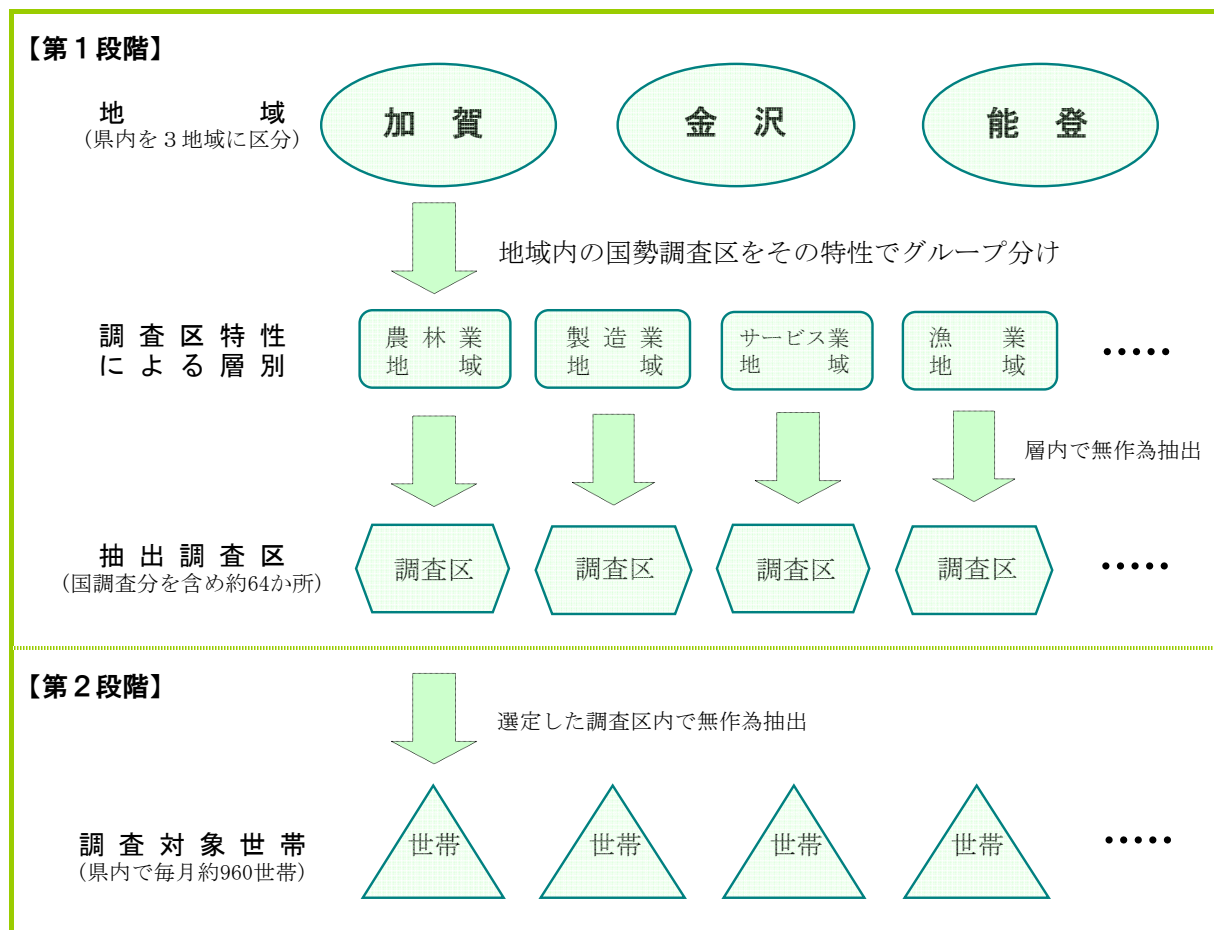 【第１段階】
地域
(県内を３地域に区分)
加賀
金沢
能登
地域内の国勢調査区をその特性でグループ分け
調査区特性
による層別
農林業
地域
製造業
地域
サービス業
地域
漁業
地域
•••••
層内で無作為抽出
抽出調査区
(国調査分を含め約64か所)
調査区
調査区
調査区
調査区
•••••
【第２段階】
選定した調査区内で無作為抽出
調査対象世帯
(県内で毎月約960世帯)
世帯
世帯
世帯
世帯
•••••